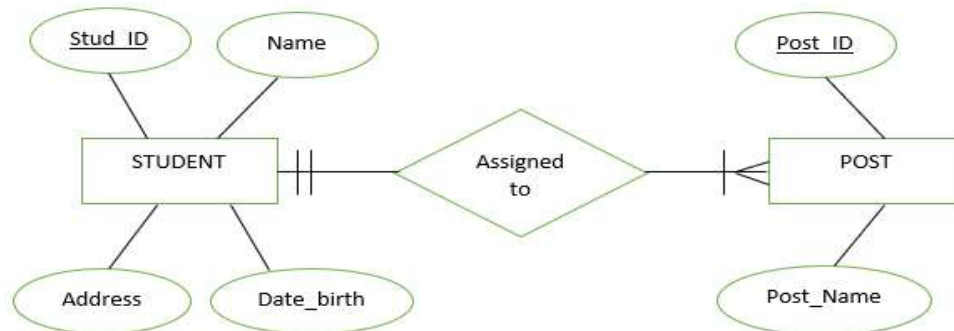 Stud_ID
Name
Post_ID
STUDENT
Assigned
to
POST
Address
Date_birth
Post_Name